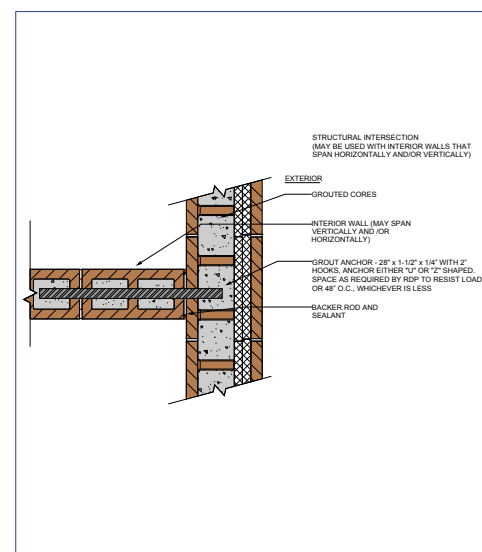 STRUCTURAL INTERSECTION
(MAY BE USED WITH INTERIOR WALLS THAT
SPAN HORIZONTALLY AND/OR VERTICALLY)
EXTERIOR
GROUTED CORES
INTERIOR WALL (MAY SPAN
VERTICALLY AND /OR
HORIZONTALLY)
GROUT ANCHOR - 28" x 1-1/2" x 1/4" WITH 2"
HOOKS, ANCHOR EITHER "U" OR "Z" SHAPED.
SPACE AS REQUIRED BY RDP TO RESIST LOAD
OR 48" O.C., WHICHEVER IS LESS
BACKER ROD AND
SEALANT